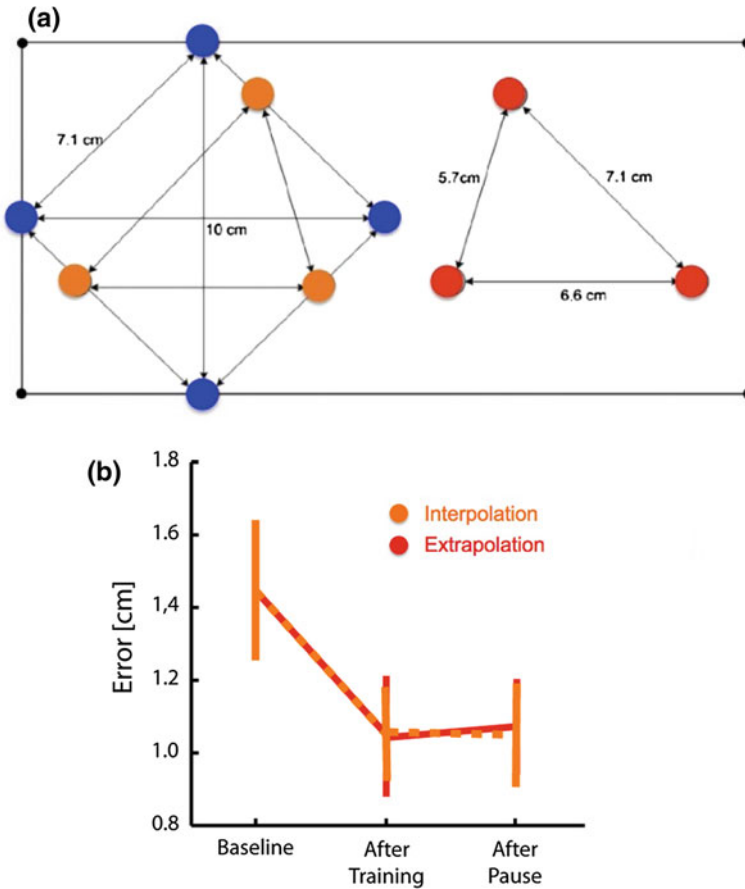 (a)
7.1 cm
10 cm
5.7cm
7.1 cm
6.6 cm
(b)
1.8
1.6
1,4
1.2
1.0
0.8
Error [cm]
Interpolation
Extrapolation
Baseline
After
Training
After
Pause